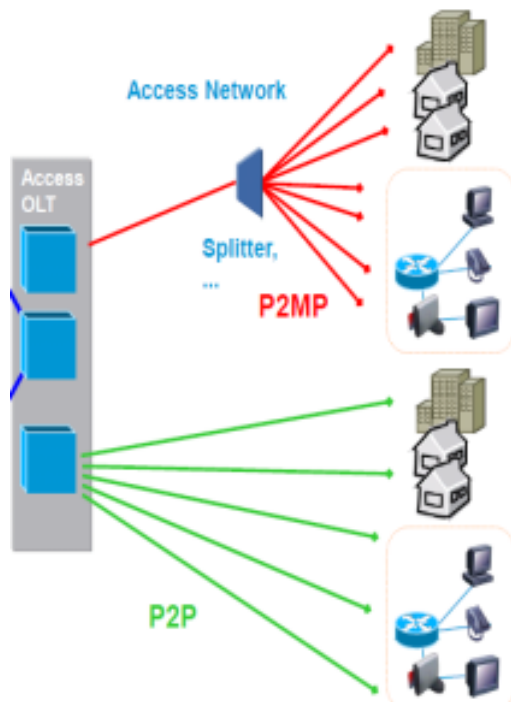 Access Network
Access
OLT
Splitter,
...
P2MP
P2P